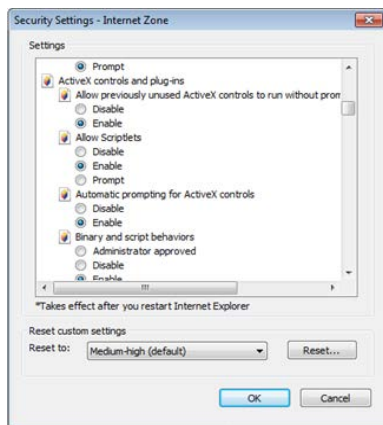 Security Settings - Internet Zone
Settings
Prompt
ActiveX controls and plug-ins
Allow previously unused ActiveX controls to run without pron
Disable
Enable
Allow Scriptlets
Disable
Enable
Prompt
Automatic prompting for ActiveX controls
Disable
Enable
Binary and script behaviors
Administrator approved
Disable
Enable
*Takes effect after you restart Internet Explorer
Reset custom settings
Reset to: Medium-high (default) Reset...
OK Cancel